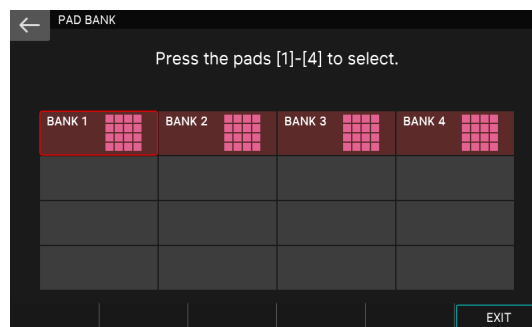 PAD BANK
Press the pads [1]-[4] to select.
BANK 1 BANK 2 BANK 3 BANK 4
EXIT